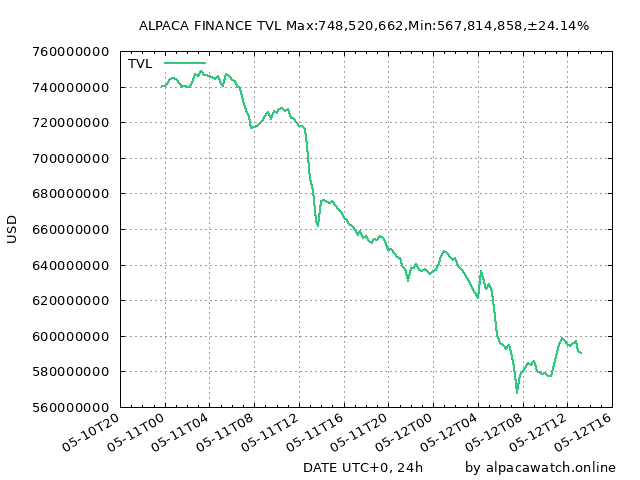 ALPACA FINANCE TVL Max:748,520,662,Min:567,814,858,±24.14%
TVL
760000000
740000000
720000000
700000000
680000000
660000000
640000000
620000000
600000000
580000000
560000000
USD
05-10T20
05-11T00
05-11T04
05-11T08
05-11T12
05-11T16
05-11T20
05-12T00
05-12T04
05-12T08
05-12T12
05-12T16
DATE UTC+0, 24h
by alpacawatch.online